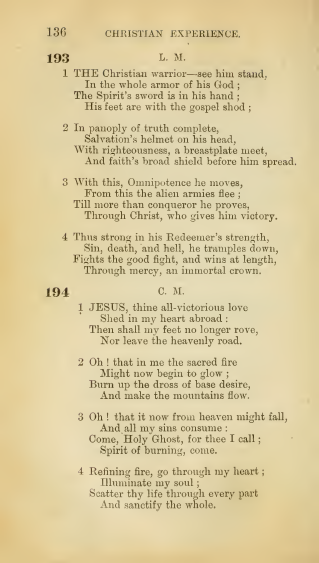 136 CHRISTIAN EXPERIENCE.
193 L. M.
1 THE Christian warrior—see him stand,
In the whole armor of his God ;
The Spirit's sword is in his hand ;
His feet are with the gospel shod ;
2 In panoply of truth complete,
Salvation's helmet on his head,
With righteousness, a breastplate meet,
And faith's broad shield before him spread.
3 With this, Omnipotence he moves,
From this the alien armies flee ;
Till more than conqueror he proves,
Through Christ, who gives him victory.
4 Thus strong in his Redeemer's strength,
Sin, death, and hell, he tramples down,
Fights the good fight, and wins at length,
Through mercy, an immortal crown.
194 C. M.
1 JESUS, thine all-victorious love
Shed in my heart abroad :
Then shall my feet no longer rove,
Nor leave the heavenly road.
2 Oh ! that in me the sacred fire
Might now begin to glow ;
Burn up the dross of base desire,
And make the mountains flow.
3 Oh ! that it now from heaven might fall,
And all my sins consume :
Come, Holy Ghost, for thee I call ;
Spirit of burning, come.
4 Refining fire, go through my heart ;
Illuminate my soul ;
Scatter thy life through every part
And sanctify the whole.